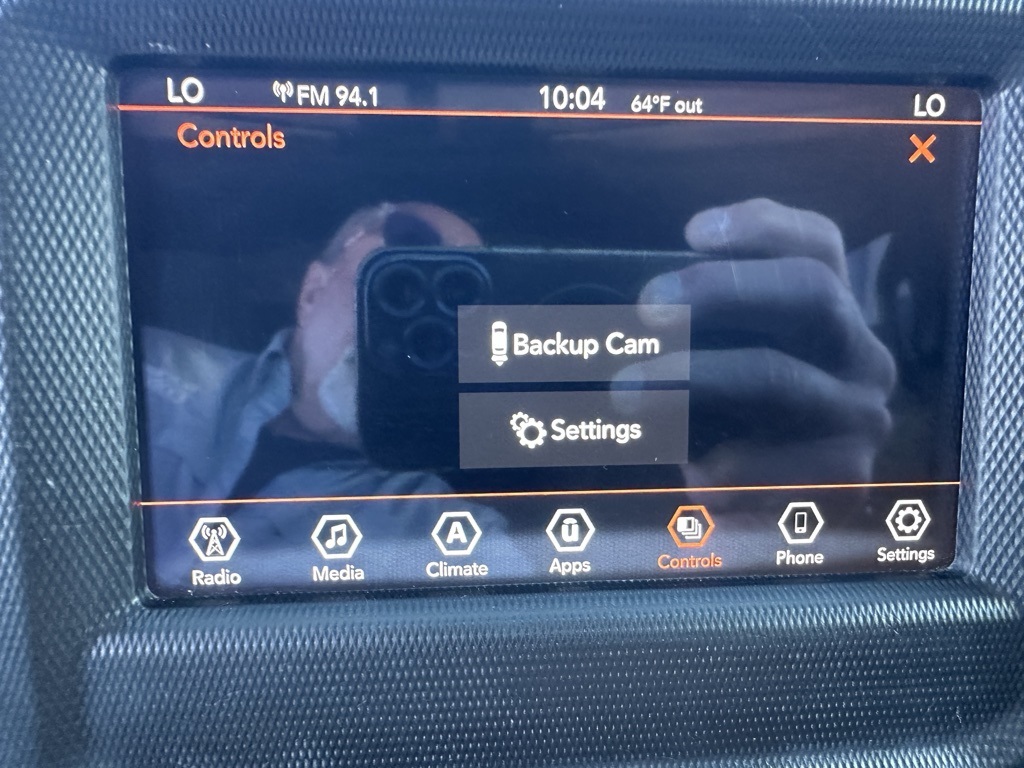 LO FM 94.1 10:04 64°F out LO
Controls
Backup Cam
Settings
A ū
Radio Media Climate Apps Controls Phone Settings